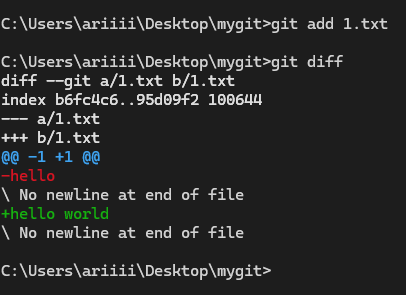 C:\Users\ariiii\Desktop\mygit>git add 1.txt
C:\Users\ariiii\Desktop\mygit>git diff
diff --git a/1.txt b/1.txt
index b6fc4c6..95d09f2 100644
--- a/1.txt
+++ b/1.txt
@@ -1 +1 @@
-hello
\ No newline at end of file
+hello world
\ No newline at end of file
C:\Users\ariiii\Desktop\mygit>